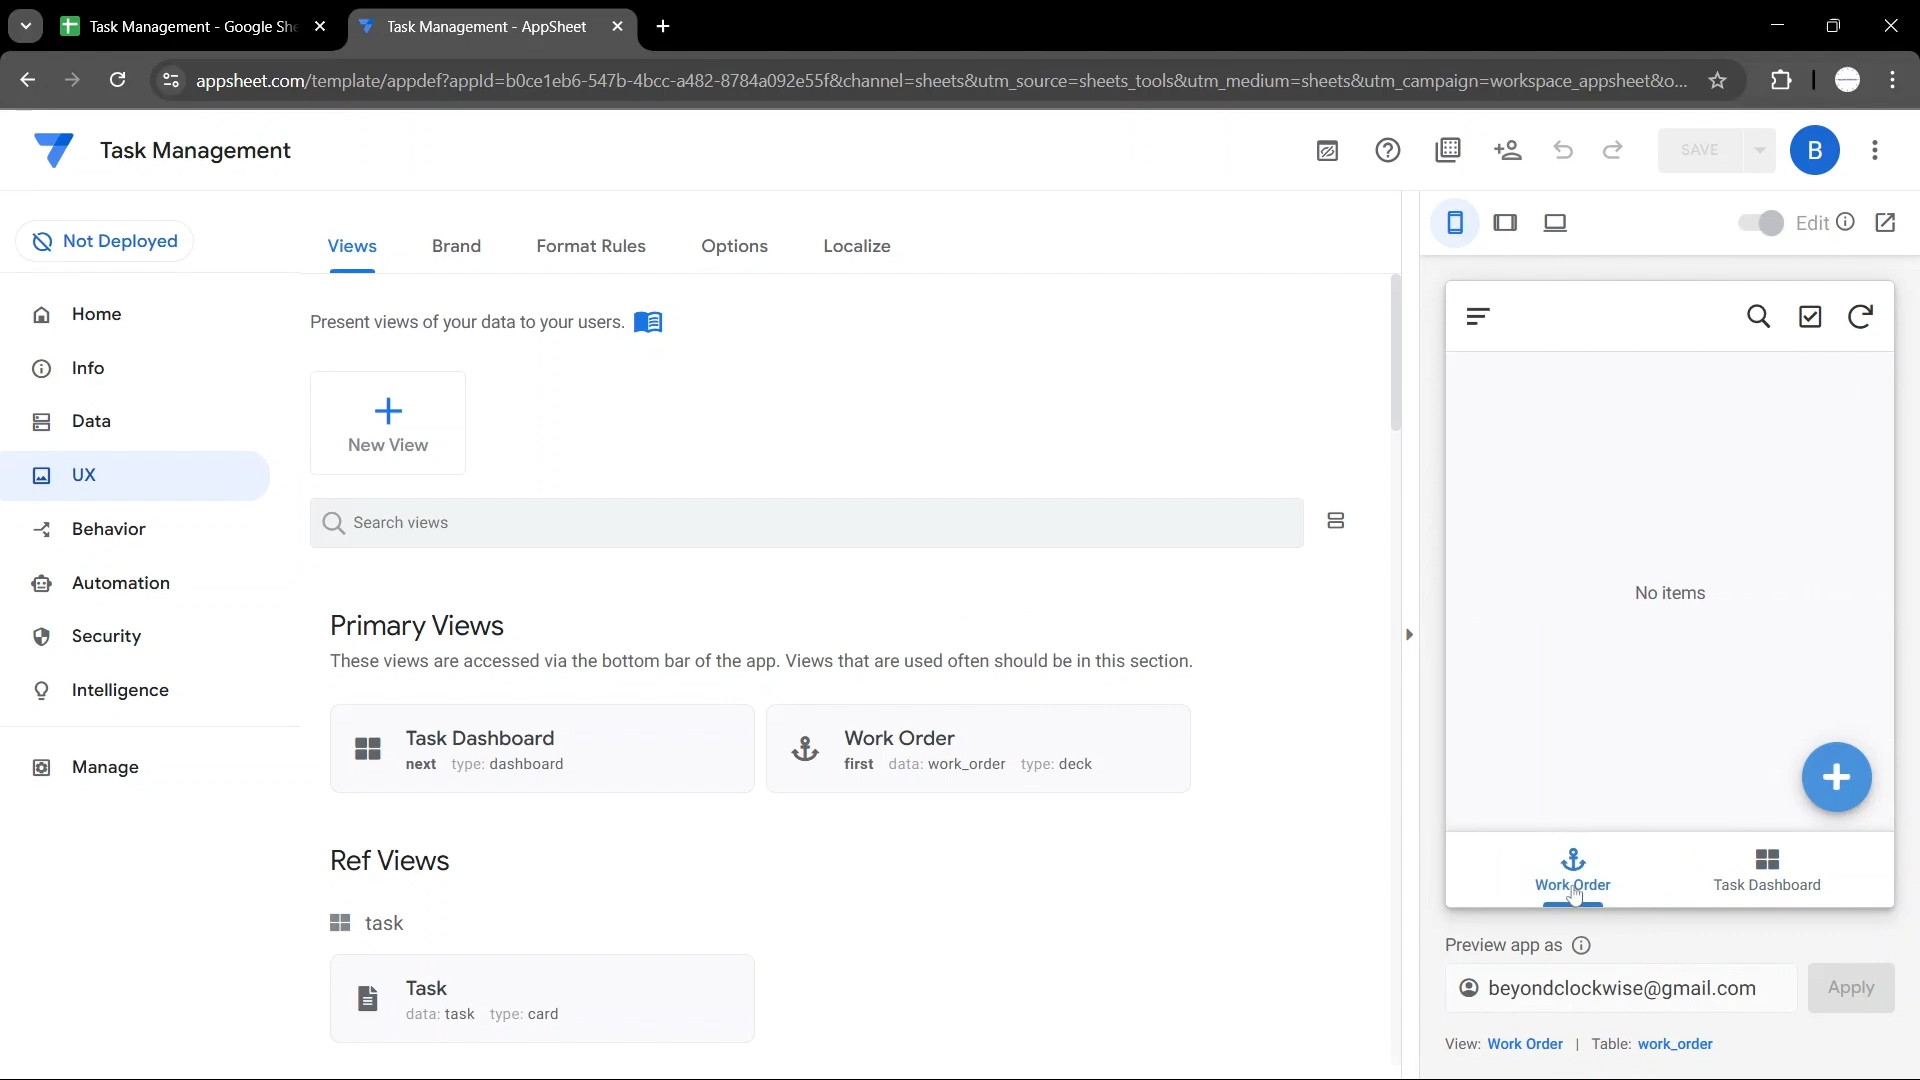 Task Management - Google She
Task Management - AppSheet
appsheet.com/template/appdef?appId=b0ce1eb6-547b-4bcc-a482-8784a092e55f&channel=sheets&utm_source=sheets_tools&utm_medium=sheets&utm_campaign=workspace_appsheet&o...
Task Management
SAVE
B
Not Deployed
Home
Info
Data
UX
Behavior
Automation
Security
Intelligence
Manage
Views
Brand
Format Rules
Options
Localize
Present views of your data to your users.
New View
Search views
Primary Views
These views are accessed via the bottom bar of the app. Views that are used often should be in this section.
Task Dashboard
next type: dashboard
Work Order
first data: work_order type: deck
Ref Views
task
Task
data: task type: card
Edit
No items
Work Order
Task Dashboard
Preview app as
beyondclockwise@gmail.com
Apply
View: Work Order | Table: work_order